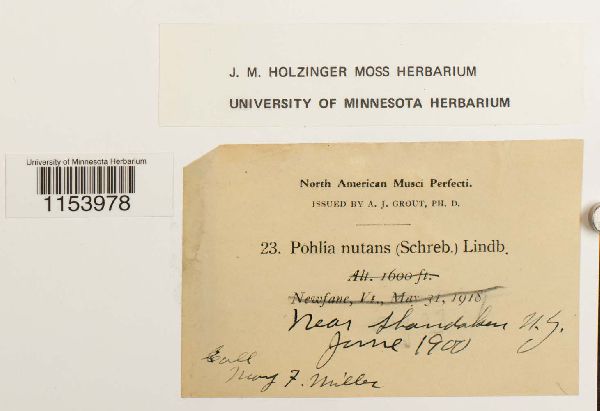 J. M. HOLZINGER MOSS HERBARIUM
UNIVERSITY OF MINNESOTA HERBARIUM
University of Minnesota Herbarium
1153978
North American Musci Perfecti.
ISSUED BY A. J. GROUT, PH. D.
23. Pohlia nutans (Schreb.) Lindb.
Alt. 1600 ft.
Newfane, Vt., May 31, 1918
Near Shandaken N.Y.
June 1900
Coll
Mary F. Miller